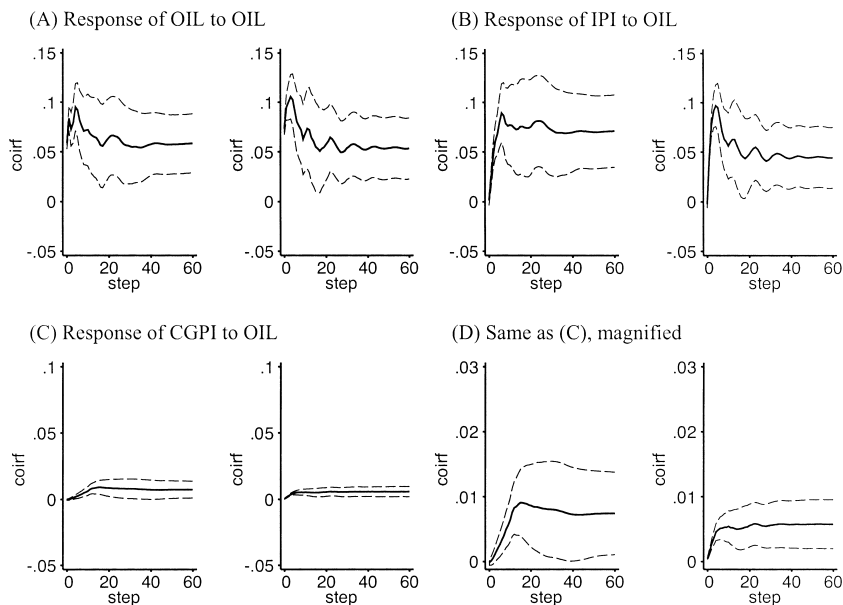 (A) Response of OIL to OIL
(B) Response of IPI to OIL
.15
.1
.05
0
-.05
coirf
0 20 40 60
step
.15
.1
.05
0
-.05
coirf
0 20 40 60
step
.15
.1
.05
0
-.05
coirf
0 20 40 60
step
.15
.1
.05
0
-.05
coirf
0 20 40 60
step
(C) Response of CGPI to OIL
(D) Same as (C), magnified
.1
.05
0
-.05
coirf
0 20 40 60
step
.1
.05
0
-.05
coirf
0 20 40 60
step
.03
.02
.01
0
coirf
0 20 40 60
step
.03
.02
.01
0
coirf
0 20 40 60
step